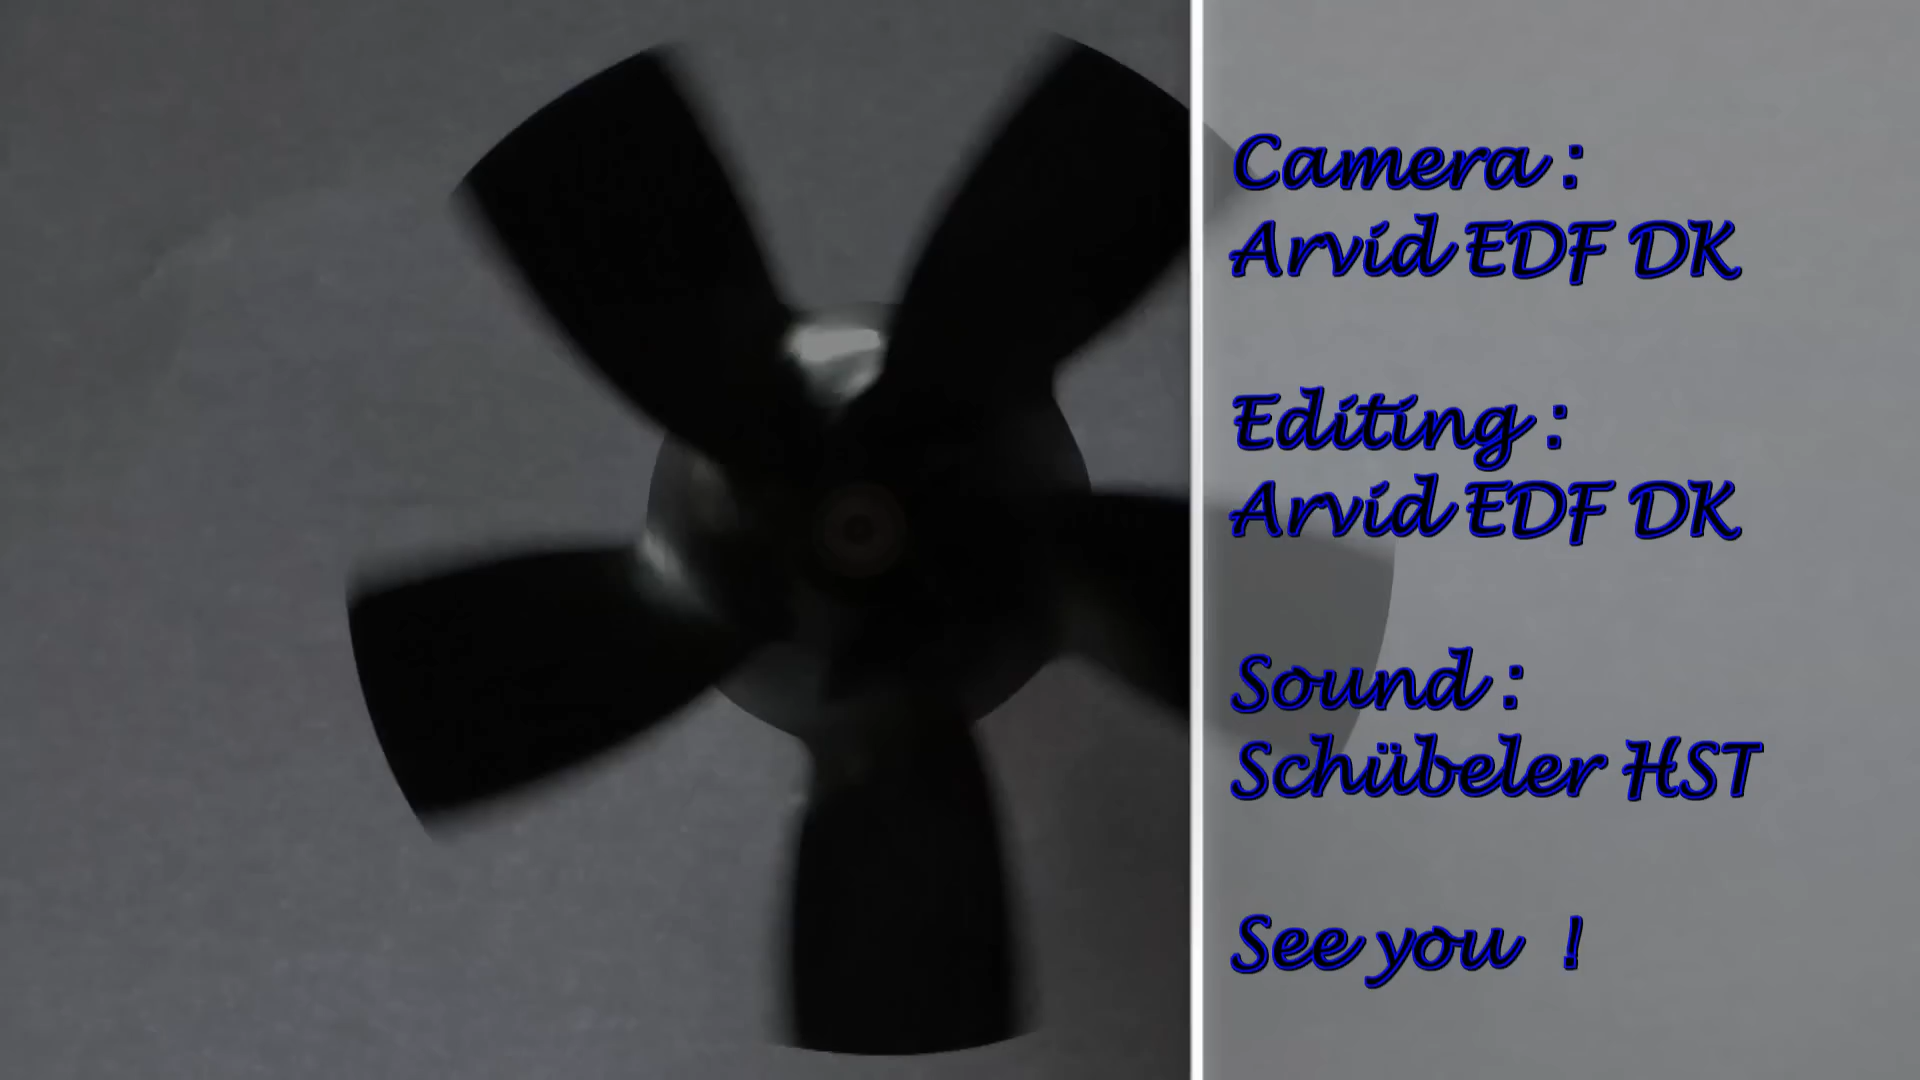 Camera :
Arvid EDF DK
Editing :
Arvid EDF DK
Sound :
Schübeler HST
See you !